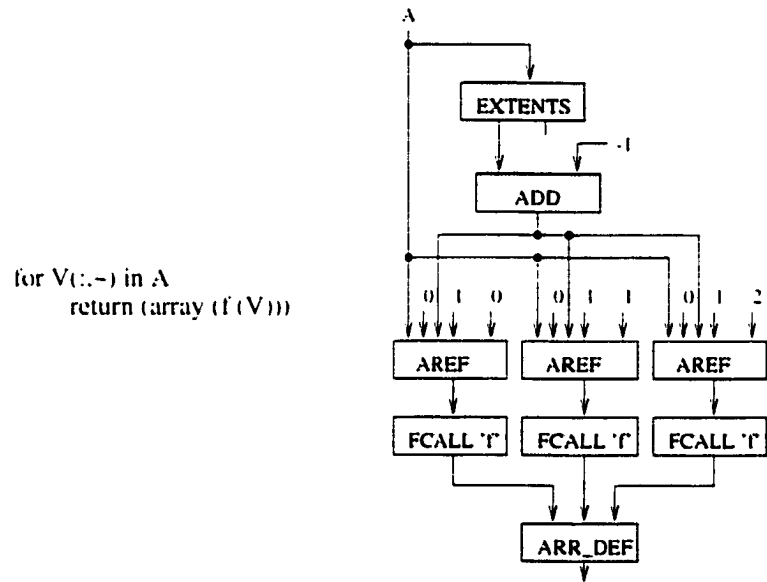 A
EXTENTS
-1
ADD
for V(:,~) in A
return (array (f (V)))
0 1 0 0 1 1 0 1 2
AREF AREF AREF
FCALL 'f' FCALL 'f' FCALL 'f'
ARR_DEF